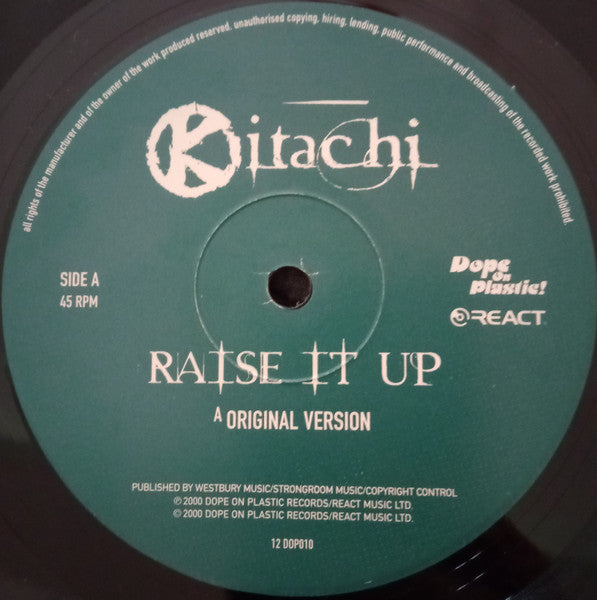 all rights of the manufacturer and of the owner of the work produced reserved. unauthorised copying, hiring, lending, public performance and broadcasting of the recorded work prohibited.
Kitachi
SIDE A
45 RPM
Dope
On
Plastic!
REACT
RAISE IT UP
A ORIGINAL VERSION
PUBLISHED BY WESTBURY MUSIC/STRONGROOM MUSIC/COPYRIGHT CONTROL
℗ 2000 DOPE ON PLASTIC RECORDS/REACT MUSIC LTD.
© 2000 DOPE ON PLASTIC RECORDS/REACT MUSIC LTD.
12 DOP010